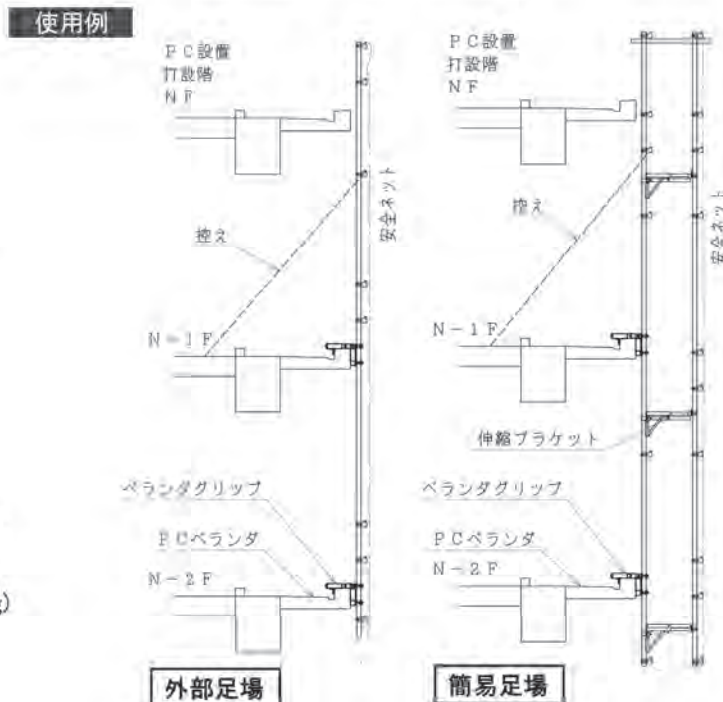 使用例
PC設置
打設階
NF
控え
安全ネット
N-1F
ベランダグリップ
PCベランダ
N-2F
外部足場
PC設置
打設階
NF
控え
安全ネット
N-1F
伸縮ブラケット
ベランダグリップ
PCベランダ
N-2F
簡易足場